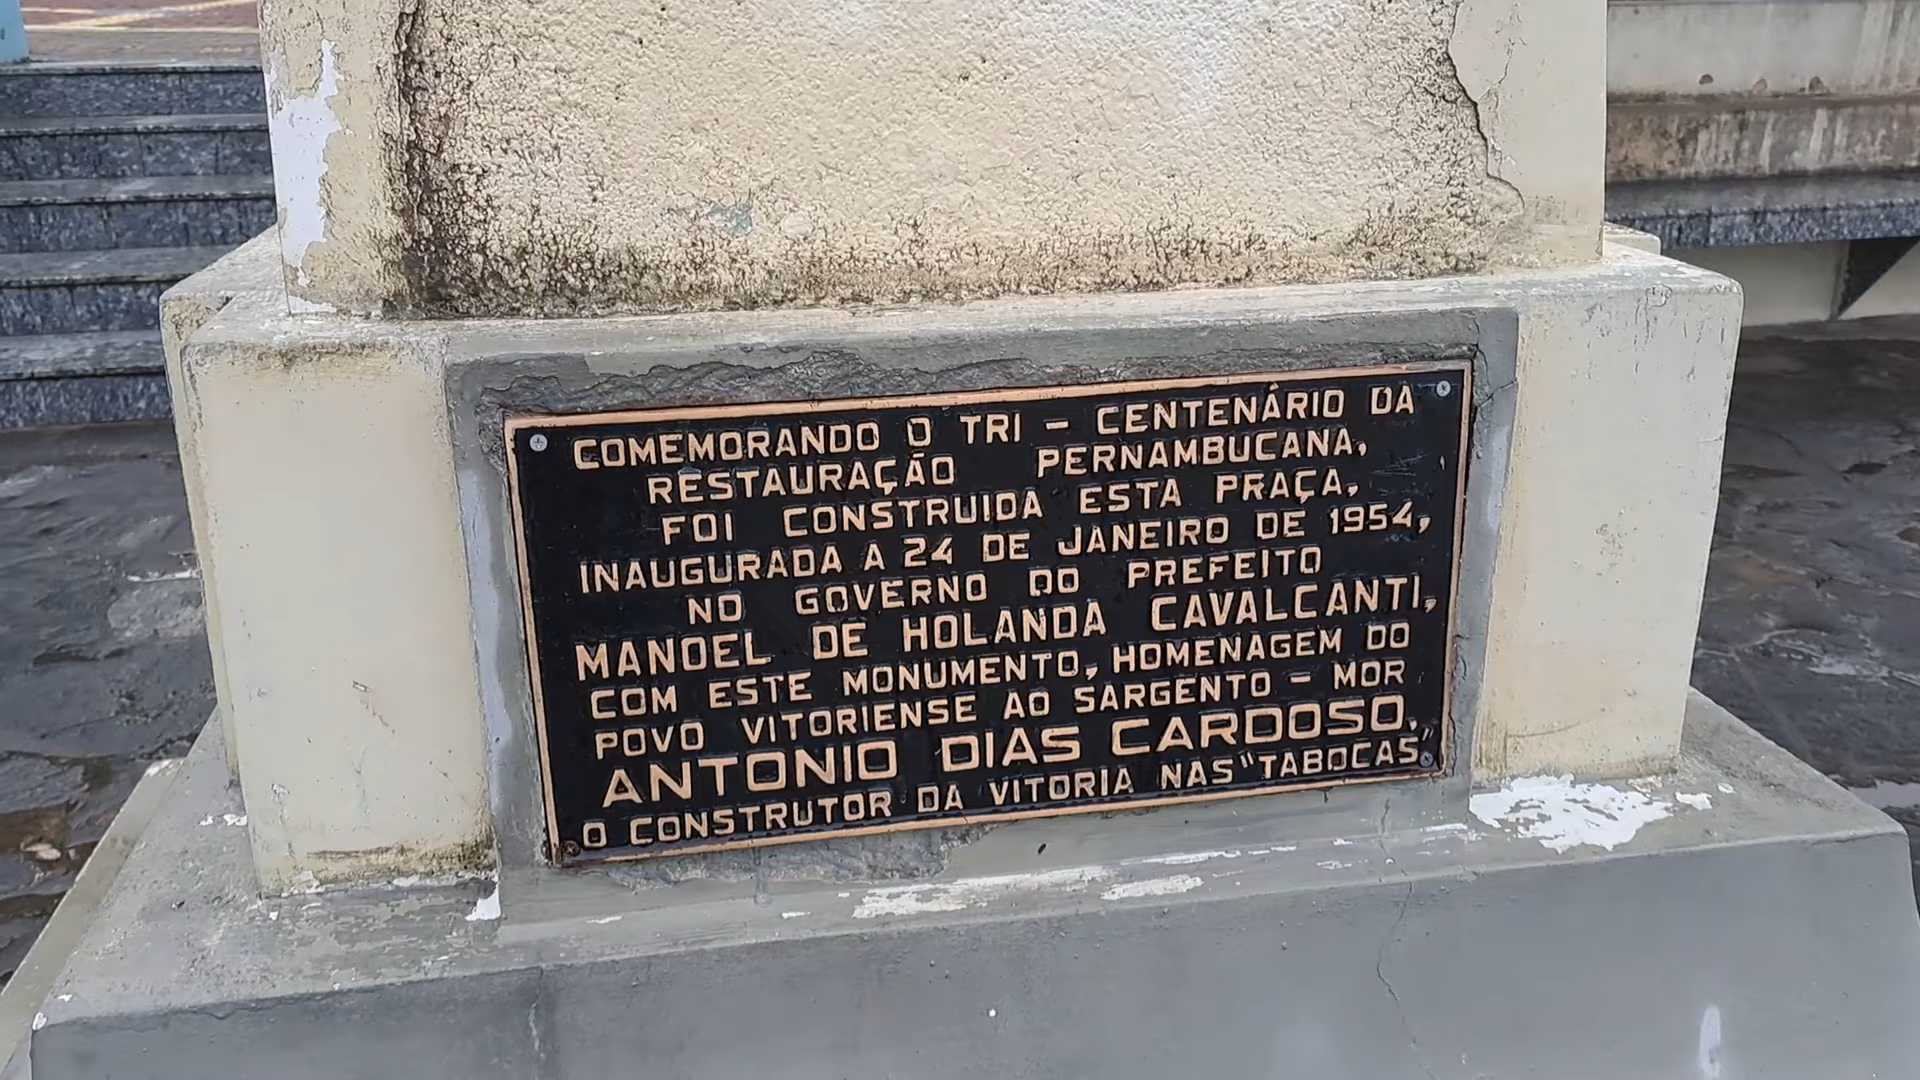 COMEMORANDO O TRI - CENTENÁRIO DA
RESTAURAÇÃO PERNAMBUCANA,
FOI CONSTRUIDA ESTA PRAÇA,
INAUGURADA A 24 DE JANEIRO DE 1954,
NO GOVERNO DO PREFEITO
MANOEL DE HOLANDA CAVALCANTI,
COM ESTE MONUMENTO, HOMENAGEM DO
POVO VITORIENSE AO SARGENTO - MOR
ANTONIO DIAS CARDOSO,
O CONSTRUTOR DA VITORIA NAS "TABOCAS"